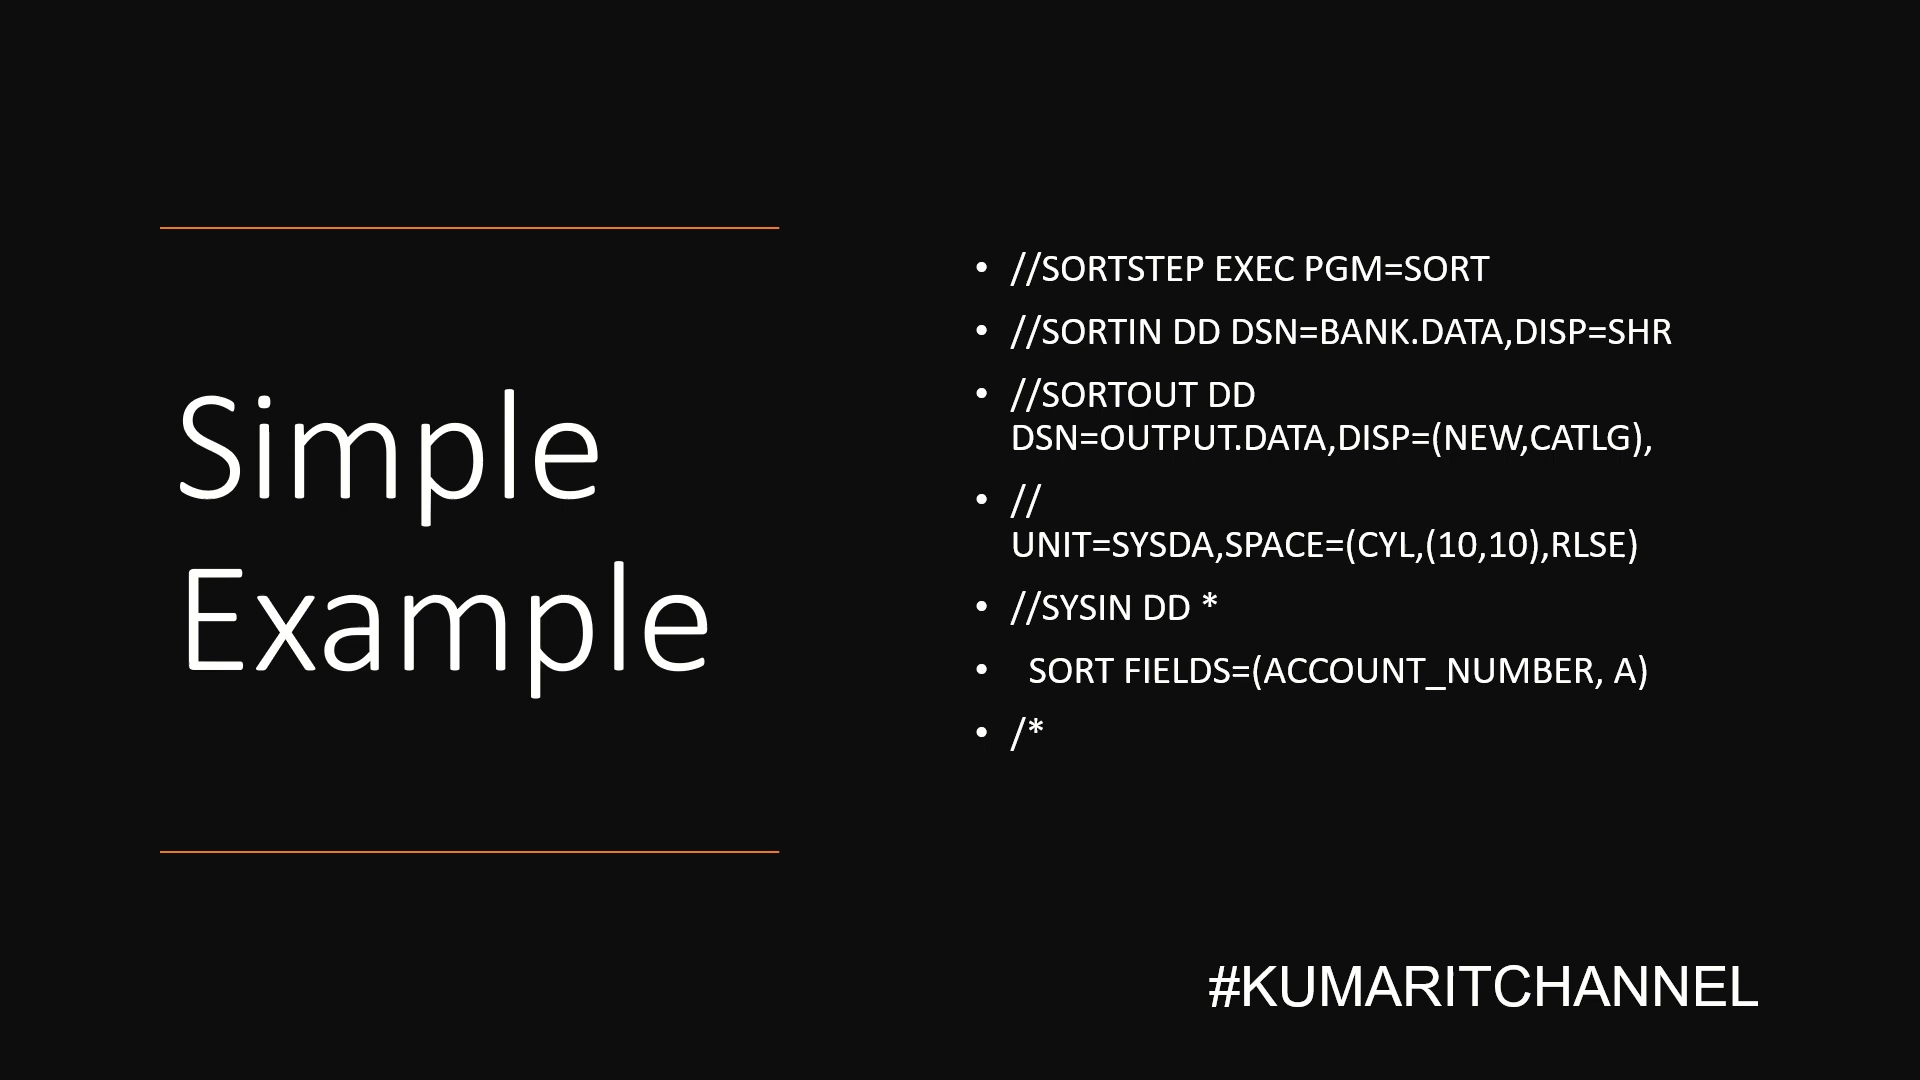 Simple
Example
• //SORTSTEP EXEC PGM=SORT
• //SORTIN DD DSN=BANK.DATA,DISP=SHR
• //SORTOUT DD
DSN=OUTPUT.DATA,DISP=(NEW,CATLG),
• //
UNIT=SYSDA,SPACE=(CYL,(10,10),RLSE)
• //SYSIN DD *
• SORT FIELDS=(ACCOUNT_NUMBER, A)
• /*
#KUMARITCHANNEL